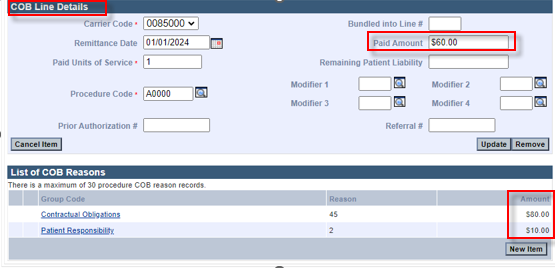 COB Line Details
Carrier Code • 0085000 Bundled into Line #
Remittance Date 01/01/2024 Paid Amount $60.00
Paid Units of Service • 1 Remaining Patient Liability
Modifier 1 Modifier 2
Procedure Code • A0000
Modifier 3 Modifier 4
Prior Authorization # Referral #
Cancel Item Update Remove
List of COB Reasons
There is a maximum of 30 procedure COB reason records.
Group Code Reason Amount
Contractual Obligations 45 $80.00
Patient Responsibility 2 $10.00
New Item